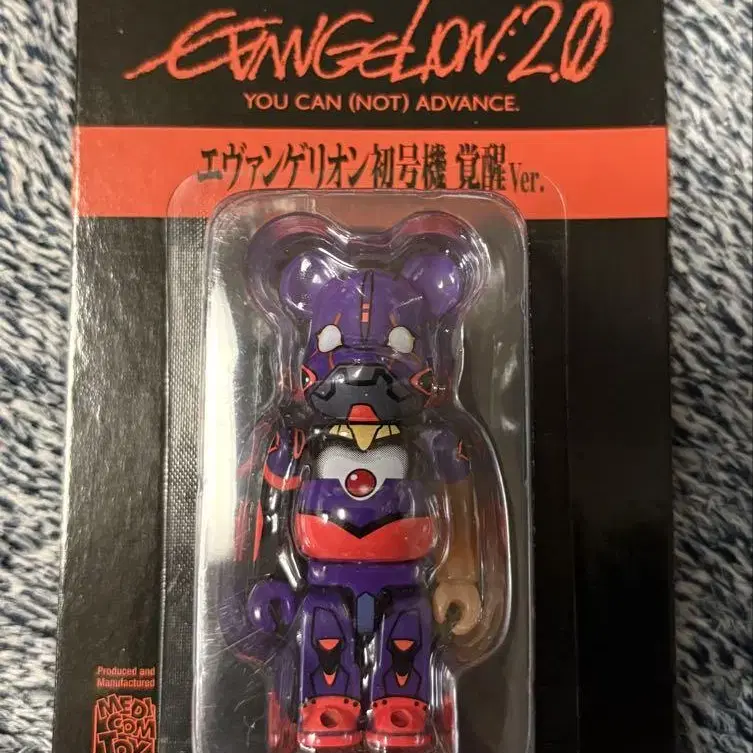 EVANGELION:2.0
YOU CAN (NOT) ADVANCE.
エヴァンゲリオン初号機 覚醒Ver.
Produced and
Manufactured
MEDI
COM
TOY